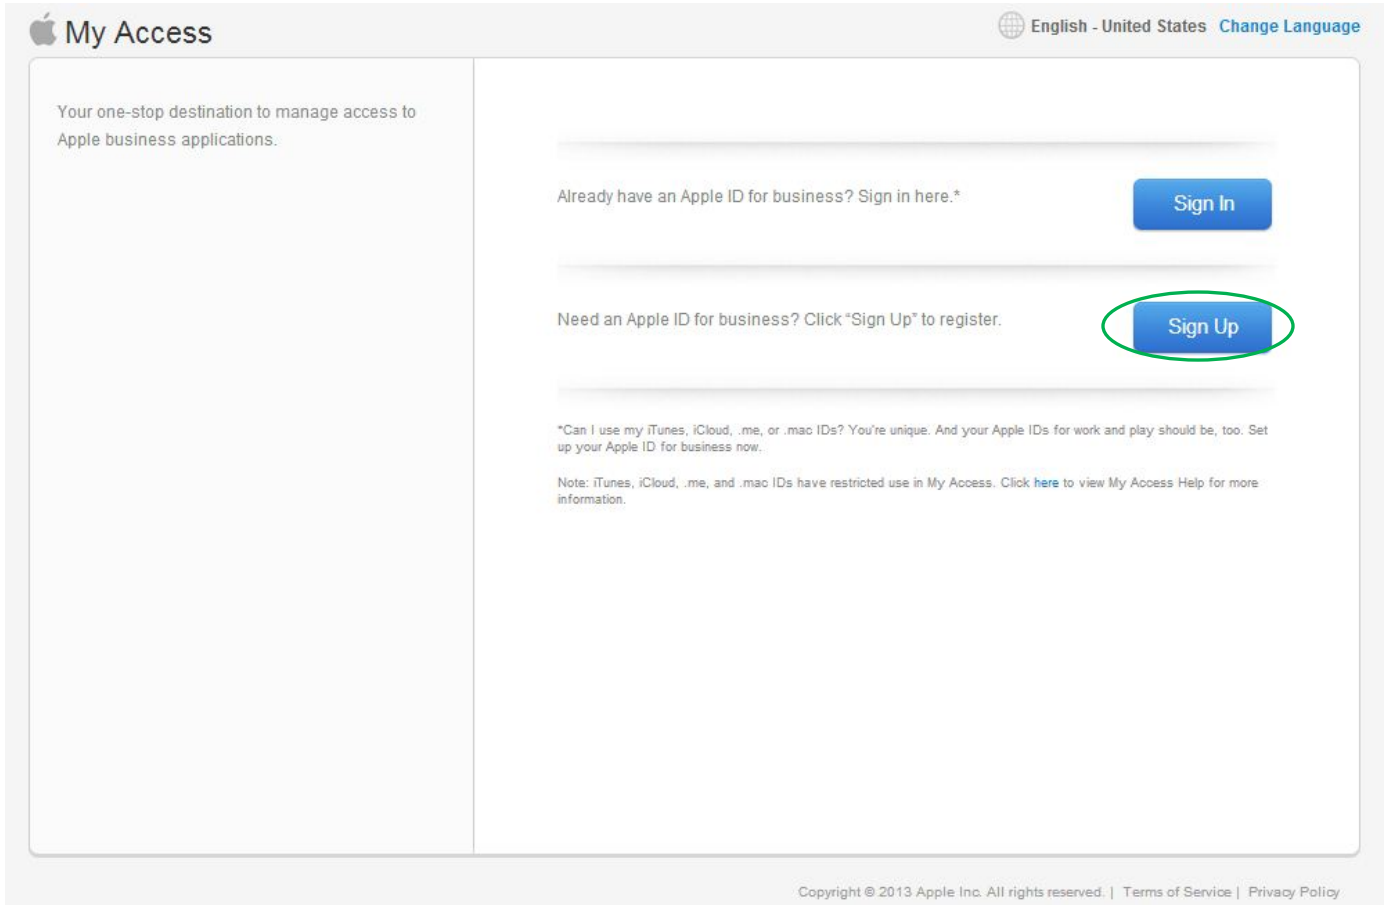 My Access
English - United States Change Language
Your one-stop destination to manage access to
Apple business applications.
Already have an Apple ID for business? Sign in here.*
Sign In
Need an Apple ID for business? Click “Sign Up” to register.
Sign Up
*Can I use my iTunes, iCloud, .me, or .mac IDs? You're unique. And your Apple IDs for work and play should be, too. Set
up your Apple ID for business now.
Note: iTunes, iCloud, .me, and .mac IDs have restricted use in My Access. Click here to view My Access Help for more
information.
Copyright © 2013 Apple Inc. All rights reserved. | Terms of Service | Privacy Policy